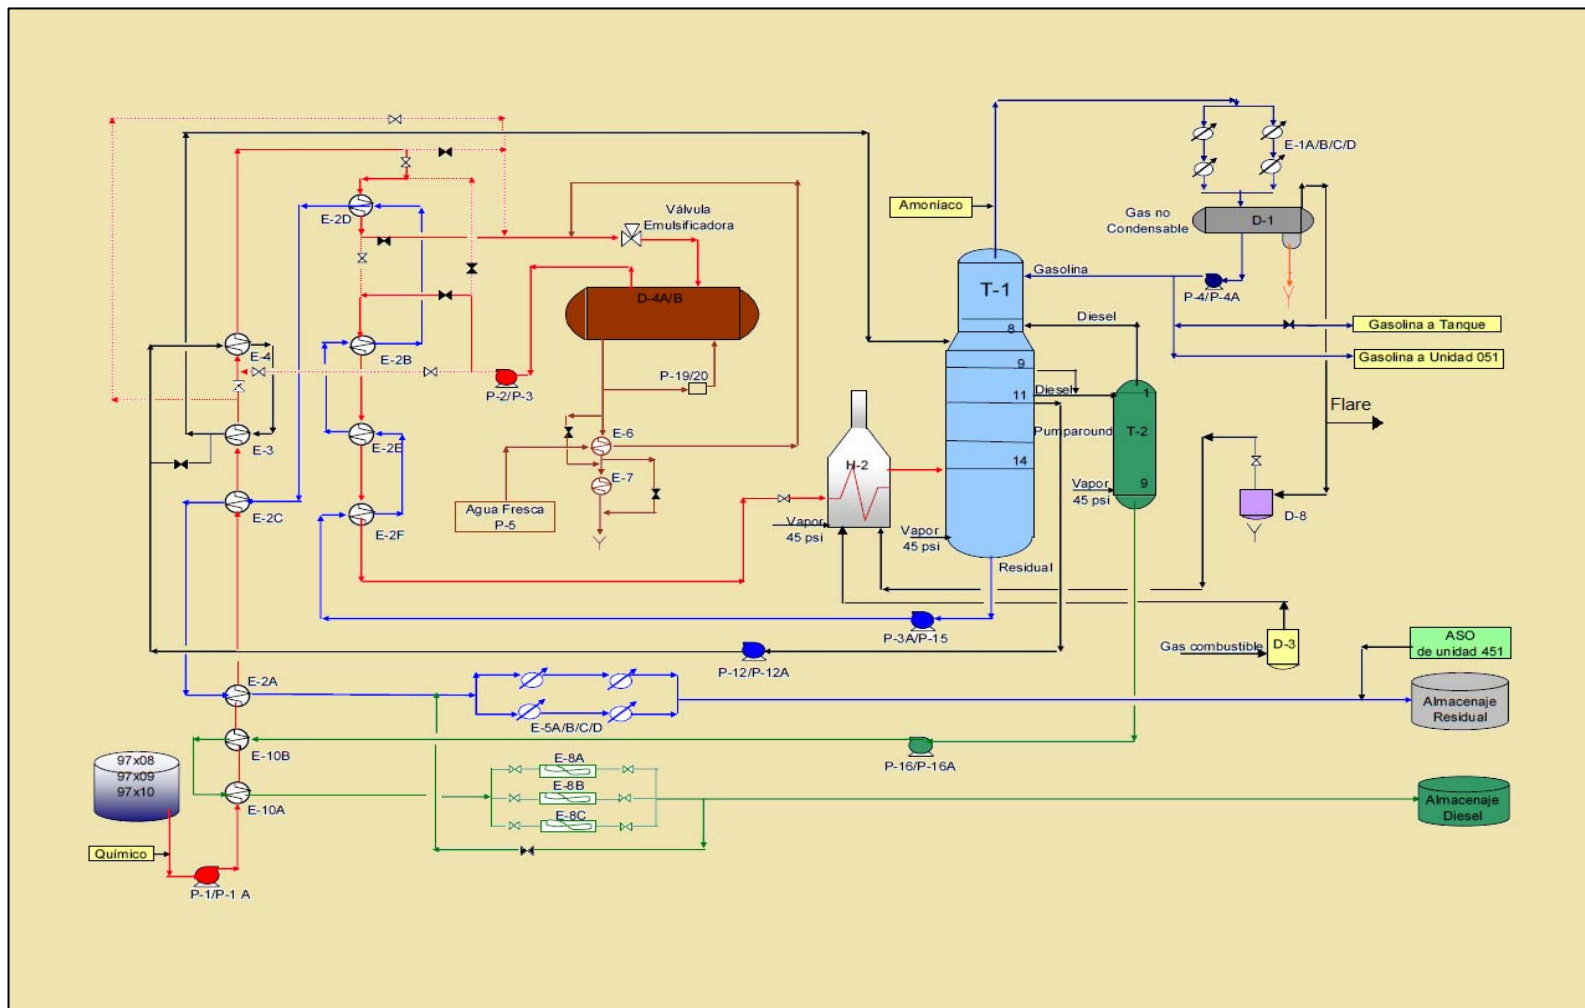 E-1A/B/C/D
Amoníaco
Válvula
Emulsificadora
E-2D
Gas no
Condensable
D-1
Gasolina
T-1
P-4/P-4A
D-4A/B
Diesel
8
Gasolina a Tanque
E-4
E-2B
Gasolina a Unidad 051
9
P-2/P-3
P-19/20
Diesel
11
1
Flare
T-2
E-3
E-2E
E-6
Pumparound
H-2
14
E-7
9
E-2C
Vapor
45 psi
Agua Fresca
P-5
D-8
E-2F
Vapor
45 psi
Vapor
45 psi
Residual
P-3A/P-15
ASO
de unidad 451
Gas combustible
D-3
P-12/P-12A
E-2A
Almacenaje
Residual
E-5A/B/C/D
E-10B
97x08
97x09
97x10
E-8A
P-16/P-16A
E-8B
E-10A
Almacenaje
Diesel
E-8C
Químico
P-1/P-1 A